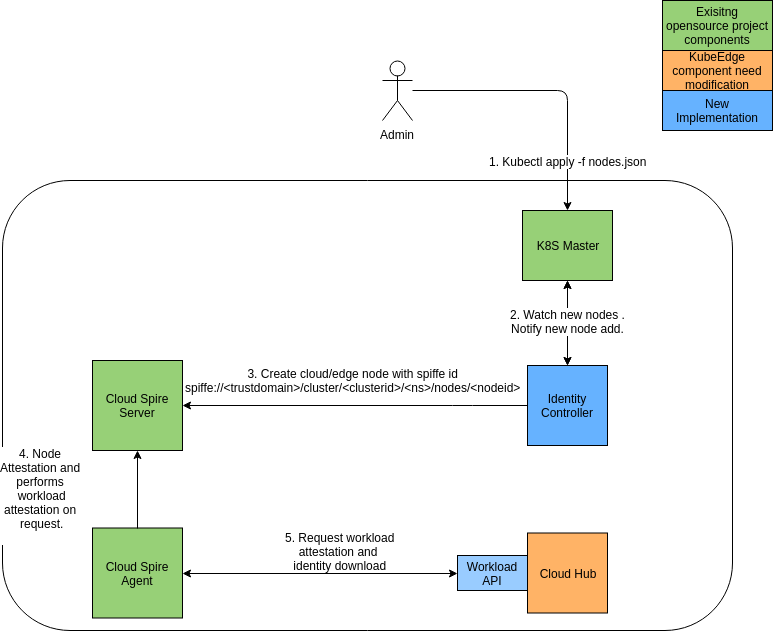 Exisitng
opensource project
components
KubeEdge
component need
modification
New
Implementation
Admin
1. Kubectl apply -f nodes.json
K8S Master
2. Watch new nodes .
Notify new node add.
3. Create cloud/edge node with spiffe id
spiffe://<trustdomain>/cluster/<clusterid>/<ns>/nodes/<nodeid>
Cloud Spire
Server
Identity
Controller
4. Node
Attestation and
performs
workload
attestation on
request.
5. Request workload
attestation and
identity download
Cloud Spire
Agent
Workload
API
Cloud Hub